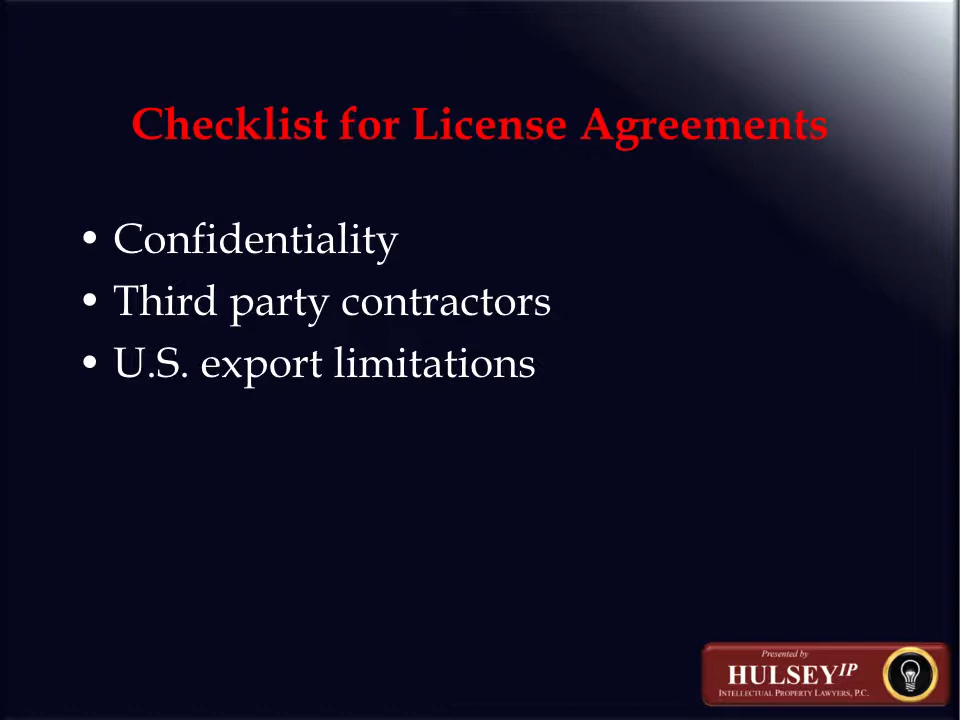 Checklist for License Agreements
• Confidentiality
• Third party contractors
• U.S. export limitations
Presented by
HULSEY IP
INTELLECTUAL PROPERTY LAWYERS, P.C.